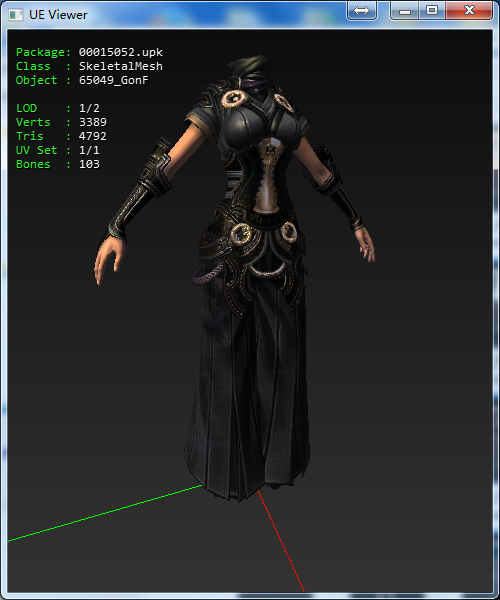 UE Viewer
Package: 00015052.upk
Class : SkeletalMesh
Object : 65049_GonF
LOD : 1/2
Verts : 3389
Tris : 4792
UV Set : 1/1
Bones : 103